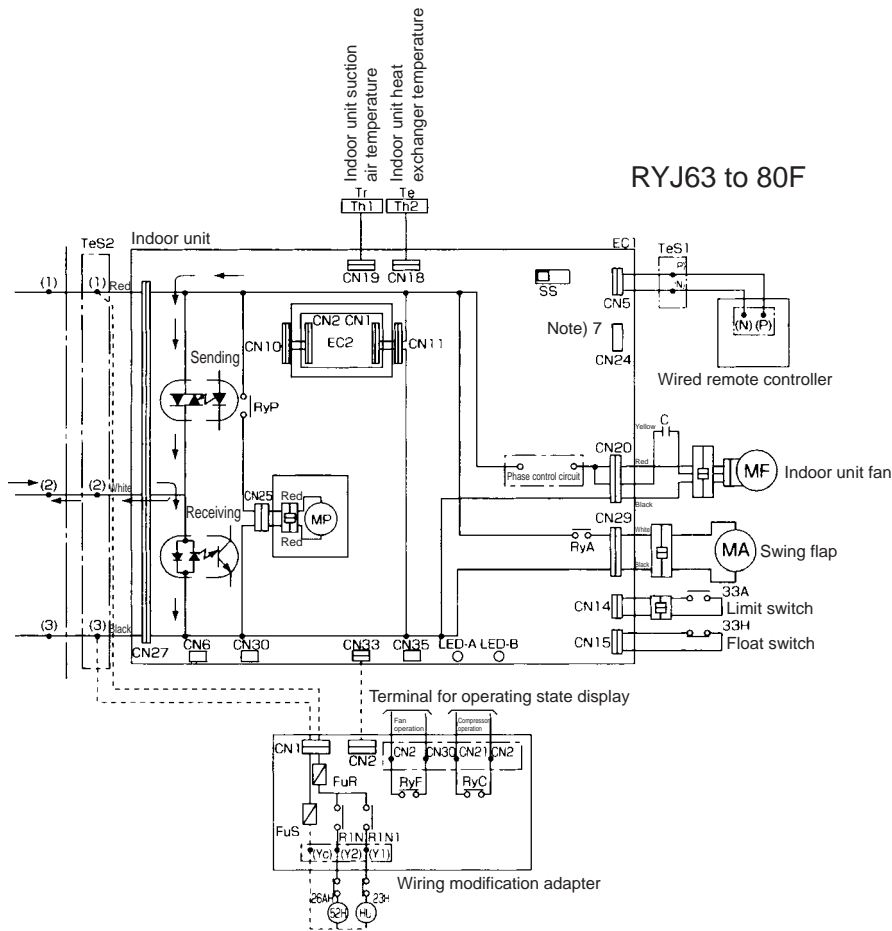 Indoor unit suction
air temperature
Indoor unit heat
exchanger temperature
RYJ63 to 80F
Tr
Th1
Te
Th2
TeS2
Indoor unit
EC1
TeS1
CN19
CN18
SS
CN5
P)
N)
(1)
(1)
Red
CN2 CN1
CN10
EC2
CN11
Note) 7
CN24
(N) (P)
Wired remote controller
Sending
RyP
Yellow
C
CN20
Red
Phase control circuit
MF
Indoor unit fan
Black
(2)
(2)
White
CN25
Red
MP
Red
Receiving
CN29
White
RyA
Black
MA
Swing flap
CN14
33A
Limit switch
33H
CN15
Float switch
(3)
(3)
Black
CN27
CN6
CN30
CN33
CN35
LED-A
LED-B
Terminal for operating state display
Fan
operation
Compressor
operation
CN1
CN2
CN2
CN30
CN21
CN2
FuR
RyF
RyC
FuS
R1N
R1N1
(Yc)
(Y2)
(Y1)
Wiring modification adapter
26AH
23H
52H
HU